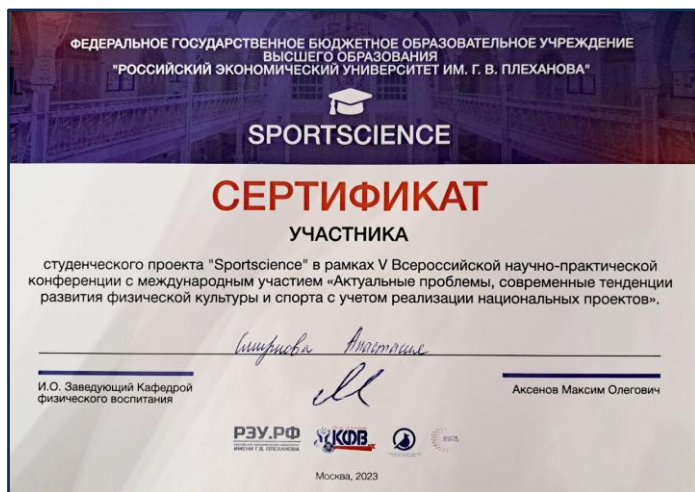 ФЕДЕРАЛЬНОЕ ГОСУДАРСТВЕННОЕ БЮДЖЕТНОЕ ОБРАЗОВАТЕЛЬНОЕ УЧРЕЖДЕНИЕ
ВЫСШЕГО ОБРАЗОВАНИЯ
"РОССИЙСКИЙ ЭКОНОМИЧЕСКИЙ УНИВЕРСИТЕТ ИМ. Г. В. ПЛЕХАНОВА"
SPORTSCIENCE
СЕРТИФИКАТ
УЧАСТНИКА
студенческого проекта "Sportscience" в рамках V Всероссийской научно-практической
конференции с международным участием «Актуальные проблемы, современные тенденции
развития физической культуры и спорта с учетом реализации национальных проектов».
Смирнова Анастасия
И.О. Заведующий Кафедрой
физического воспитания
Аксенов Максим Олегович
РЭУ.РФ
ИМЕНИ Г.В. ПЛЕХАНОВА
КФВ
Москва, 2023